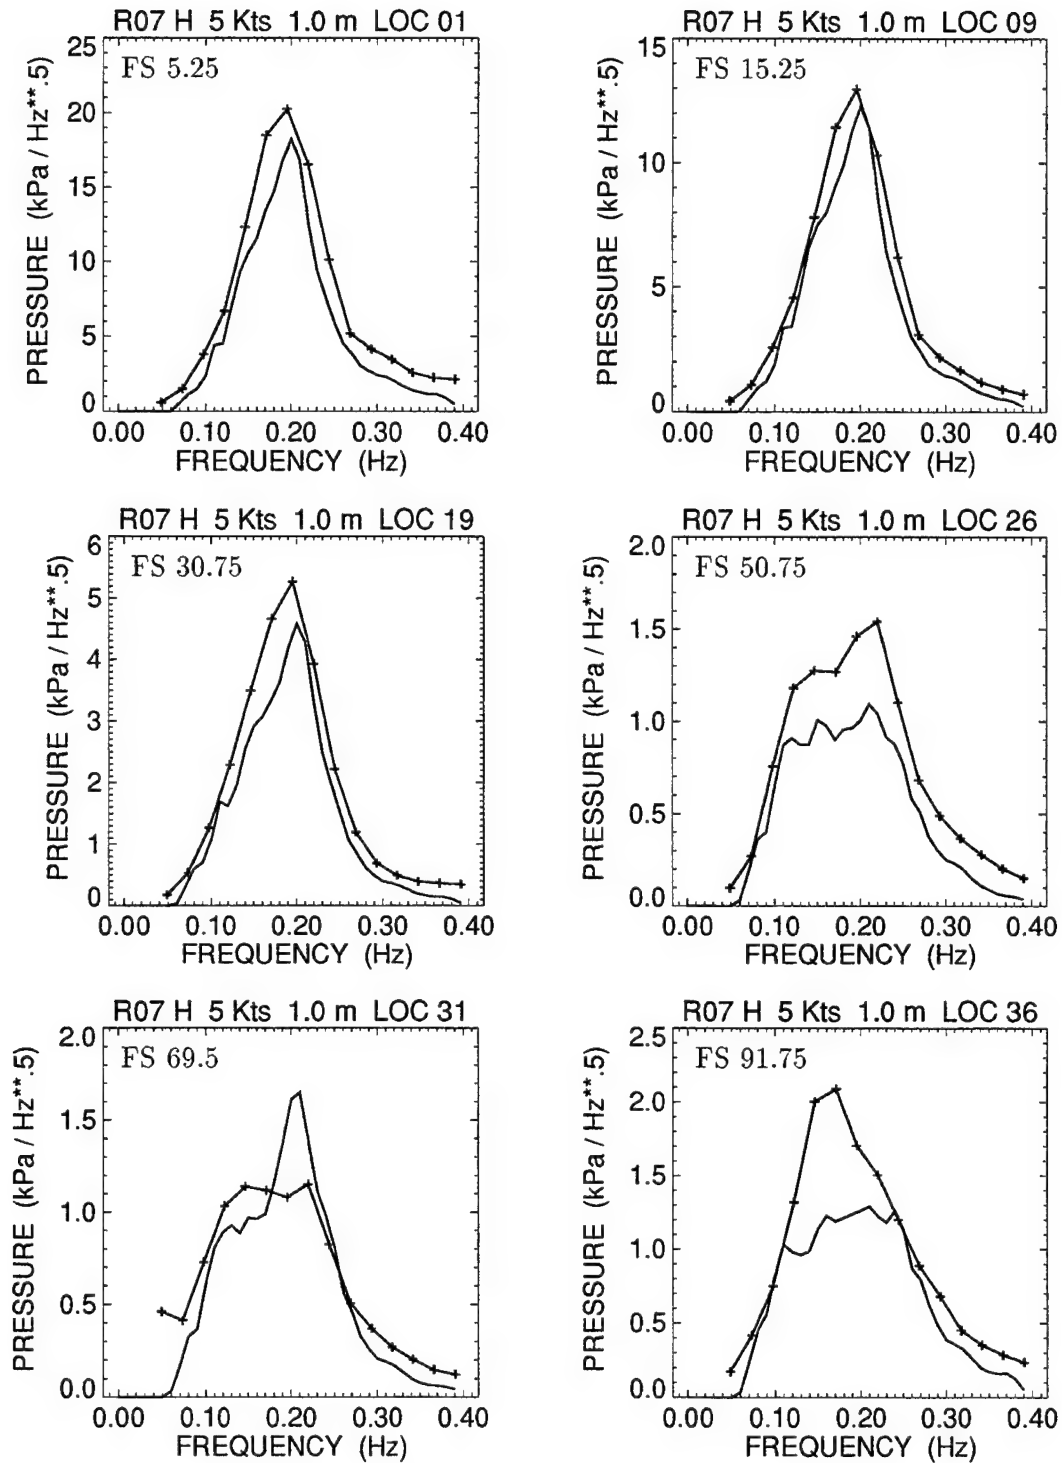 R07 H 5 Kts 1.0 m LOC 01
FS 5.25
PRESSURE (kPa / Hz**.5)
25
20
15
10
5
0
0.00 0.10 0.20 0.30 0.40
FREQUENCY (Hz)
R07 H 5 Kts 1.0 m LOC 09
FS 15.25
PRESSURE (kPa / Hz**.5)
15
10
5
0
0.00 0.10 0.20 0.30 0.40
FREQUENCY (Hz)
R07 H 5 Kts 1.0 m LOC 19
FS 30.75
PRESSURE (kPa / Hz**.5)
6
5
4
3
2
1
0
0.00 0.10 0.20 0.30 0.40
FREQUENCY (Hz)
R07 H 5 Kts 1.0 m LOC 26
FS 50.75
PRESSURE (kPa / Hz**.5)
2.0
1.5
1.0
0.5
0.0
0.00 0.10 0.20 0.30 0.40
FREQUENCY (Hz)
R07 H 5 Kts 1.0 m LOC 31
FS 69.5
PRESSURE (kPa / Hz**.5)
2.0
1.5
1.0
0.5
0.0
0.00 0.10 0.20 0.30 0.40
FREQUENCY (Hz)
R07 H 5 Kts 1.0 m LOC 36
FS 91.75
PRESSURE (kPa / Hz**.5)
2.5
2.0
1.5
1.0
0.5
0.0
0.00 0.10 0.20 0.30 0.40
FREQUENCY (Hz)